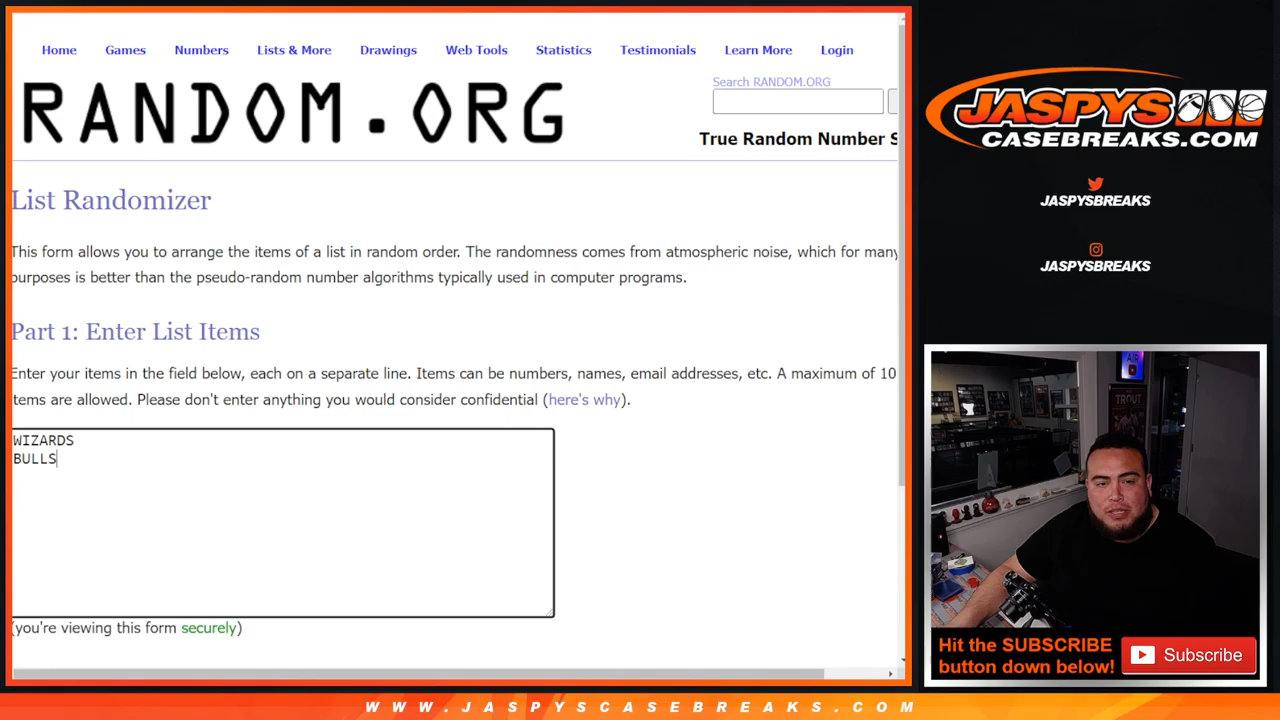 Home Games Numbers Lists & More Drawings Web Tools Statistics Testimonials Learn More Login
RANDOM.ORG
Search RANDOM.ORG
True Random Number S
List Randomizer
This form allows you to arrange the items of a list in random order. The randomness comes from atmospheric noise, which for many
purposes is better than the pseudo-random number algorithms typically used in computer programs.
Part 1: Enter List Items
Enter your items in the field below, each on a separate line. Items can be numbers, names, email addresses, etc. A maximum of 10
items are allowed. Please don't enter anything you would consider confidential (here's why).
WIZARDS
BULLS
(you're viewing this form securely)
JASPYS
CASEBREAKS.COM
JASPYSBREAKS
JASPYSBREAKS
AIR
TROUT
Hit the SUBSCRIBE
button down below!
Subscribe
WWW.JASPYSCASEBREAKS.COM